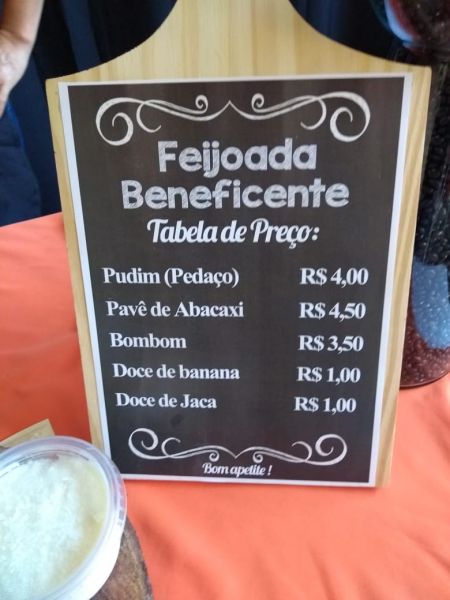 Feijoada
Beneficente
Tabela de Preço:
Pudim (Pedaço) R$ 4,00
Pavê de Abacaxi R$ 4,50
Bombom R$ 3,50
Doce de banana R$ 1,00
Doce de Jaca R$ 1,00
Bom apetite !